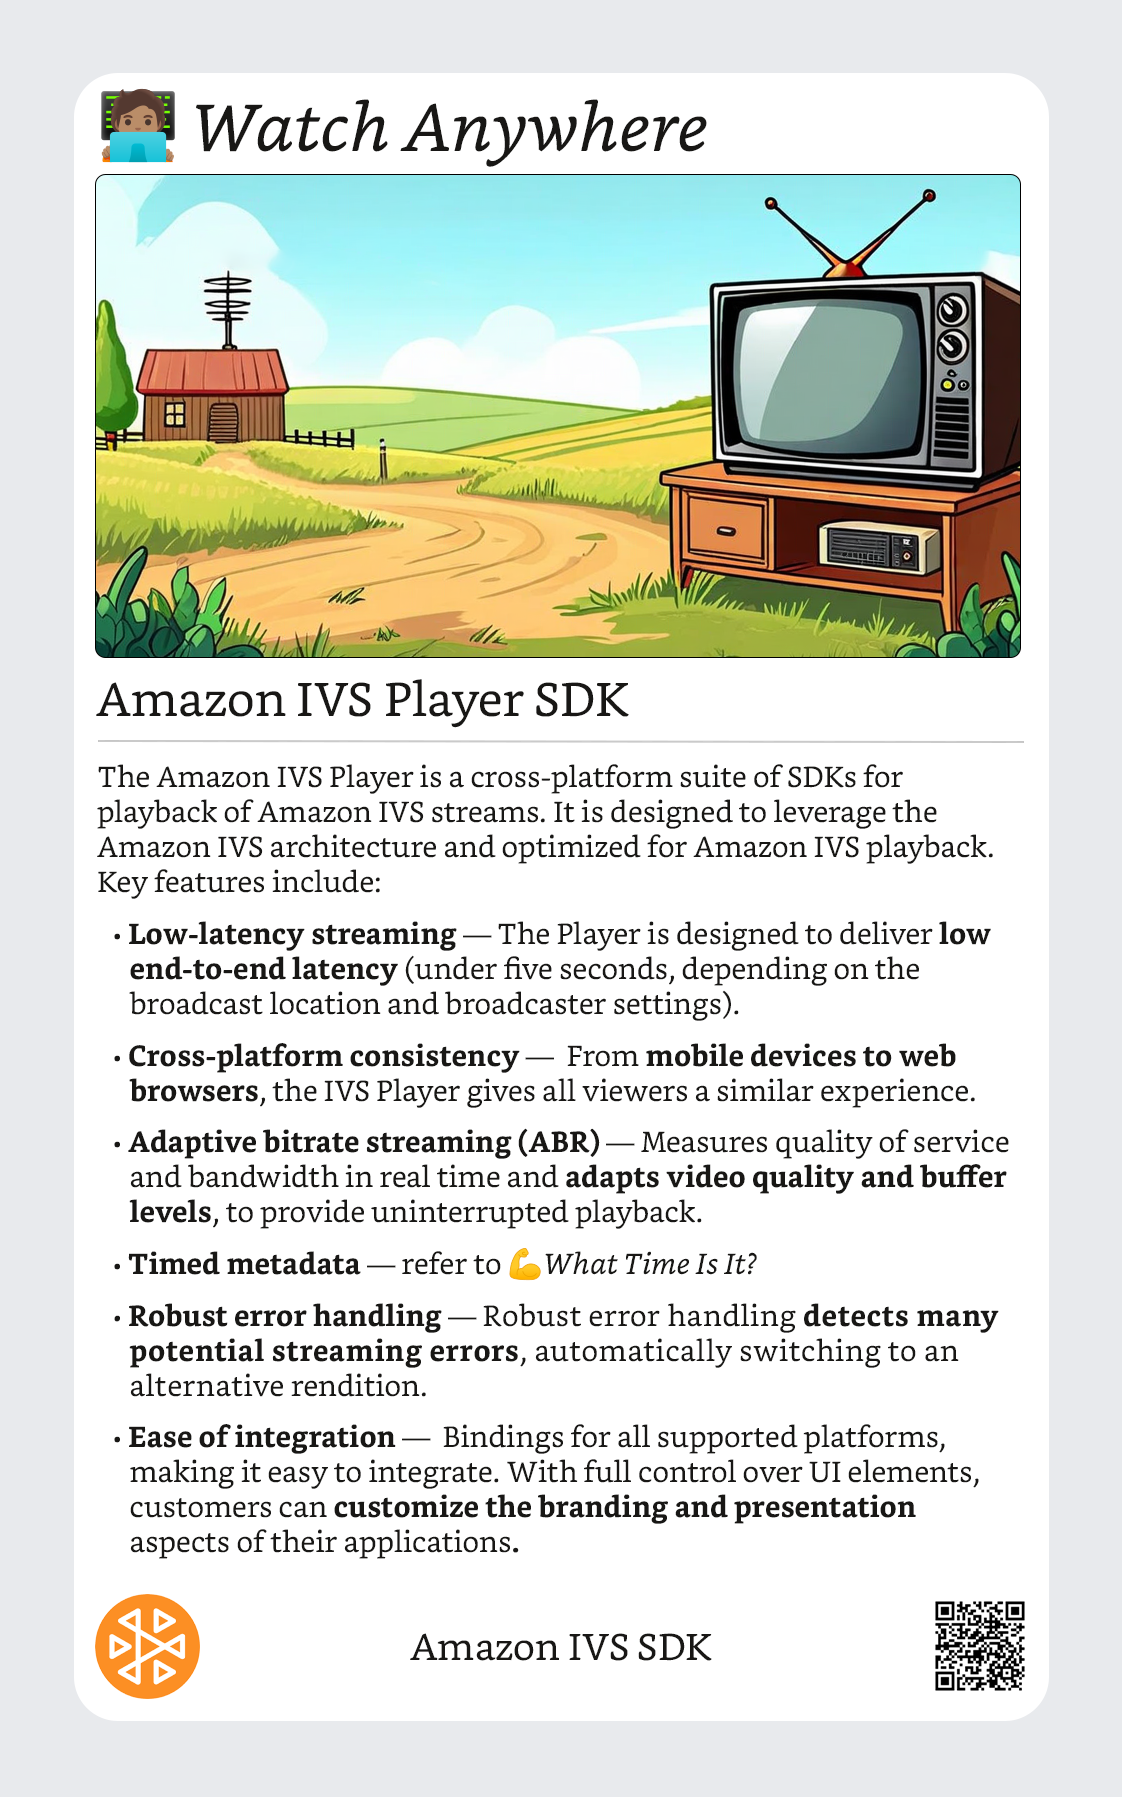 👨🏽‍💻 Watch Anywhere
Amazon IVS Player SDK
The Amazon IVS Player is a cross-platform suite of SDKs for
playback of Amazon IVS streams. It is designed to leverage the
Amazon IVS architecture and optimized for Amazon IVS playback.
Key features include:
• Low-latency streaming — The Player is designed to deliver low
end-to-end latency (under five seconds, depending on the
broadcast location and broadcaster settings).
• Cross-platform consistency — From mobile devices to web
browsers, the IVS Player gives all viewers a similar experience.
• Adaptive bitrate streaming (ABR) — Measures quality of service
and bandwidth in real time and adapts video quality and buffer
levels, to provide uninterrupted playback.
• Timed metadata — refer to 💪What Time Is It?
• Robust error handling — Robust error handling detects many
potential streaming errors, automatically switching to an
alternative rendition.
• Ease of integration — Bindings for all supported platforms,
making it easy to integrate. With full control over UI elements,
customers can customize the branding and presentation
aspects of their applications.
Amazon IVS SDK